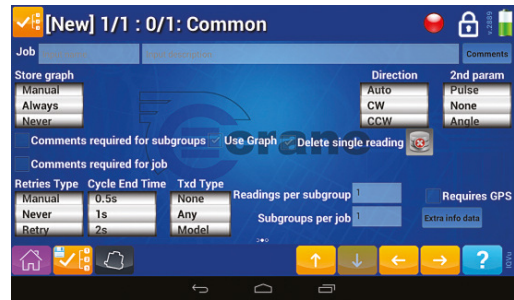 [New] 1/1 : 0/1: Common
v.2889
Job
Comments
Store graph
Direction
2nd param
Manual
Always
Never
Auto
CW
CCW
Pulse
None
Angle
Comments required for subgroups
Use Graph
Delete single reading
Comments required for job
Retries Type
Cycle End Time
Txd Type
Manual
Never
Retry
0.5s
1s
2s
None
Any
Model
Readings per subgroup 1
Requires GPS
Subgroups per job 1
Extra info data
?
IQVu